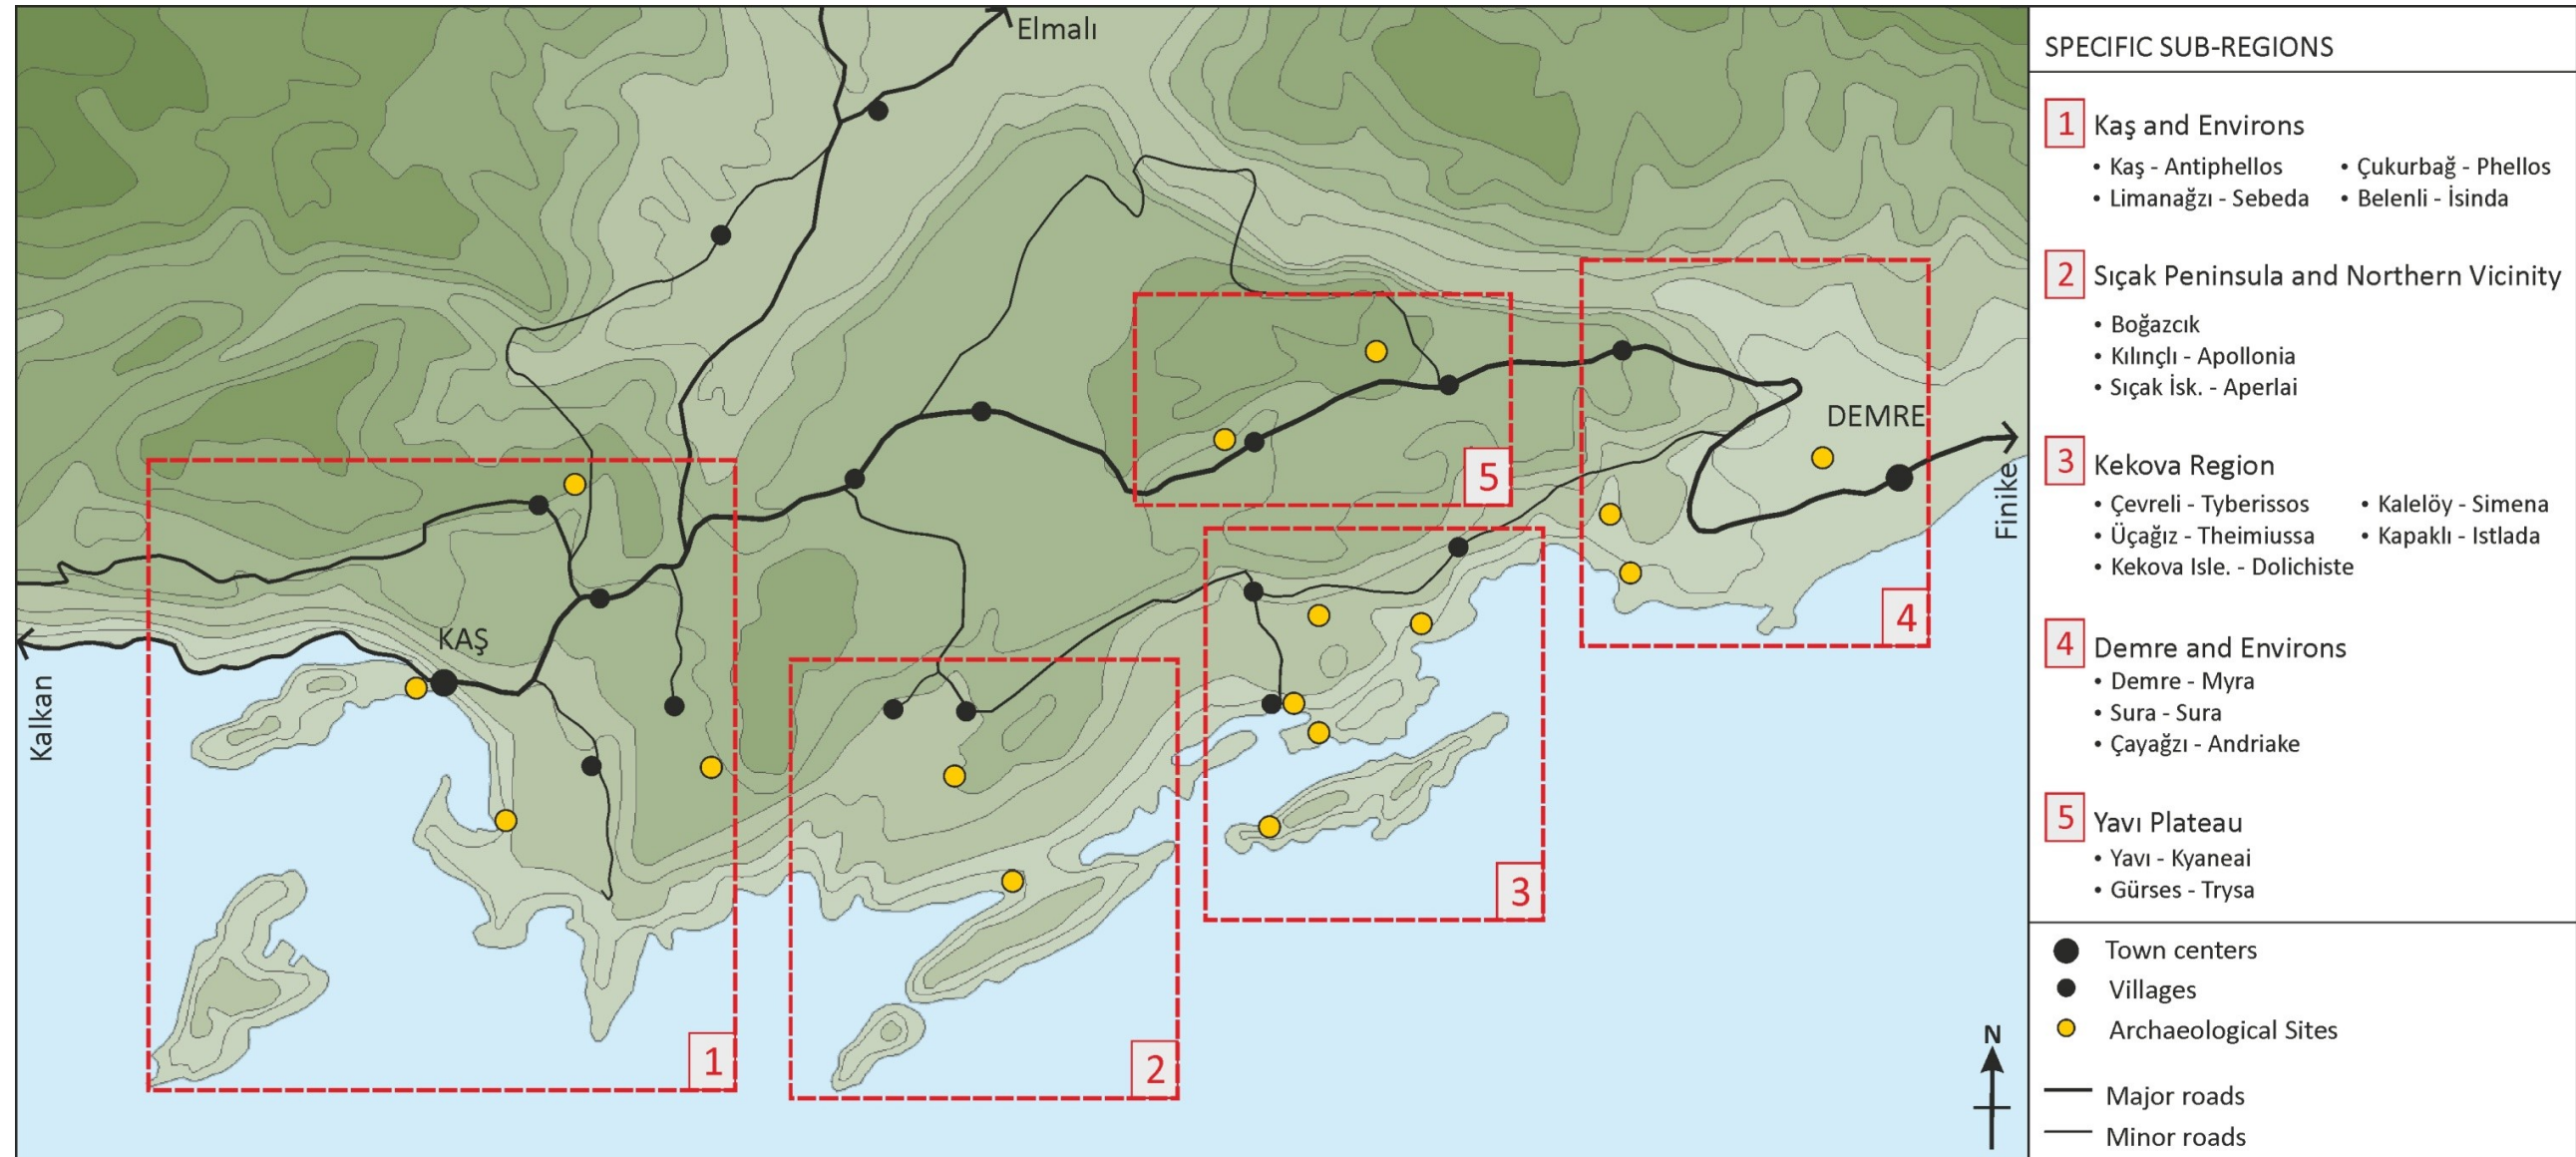 Elmalı
DEMRE
Finike
KAŞ
Kalkan
5
4
3
1
2
N
SPECIFIC SUB-REGIONS
1 Kaş and Environs
• Kaş - Antiphellos • Çukurbağ - Phellos
• Limanağzı - Sebeda • Belenli - İsinda
2 Sıçak Peninsula and Northern Vicinity
• Boğazcık
• Kılınçlı - Apollonia
• Sıçak İsk. - Aperlai
3 Kekova Region
• Çevreli - Tyberissos • Kalelöy - Simena
• Üçağız - Theimiussa • Kapaklı - Istlada
• Kekova Isle. - Dolichiste
4 Demre and Environs
• Demre - Myra
• Sura - Sura
• Çayağzı - Andriake
5 Yavı Plateau
• Yavı - Kyaneai
• Gürses - Trysa
Town centers
Villages
Archaeological Sites
Major roads
Minor roads